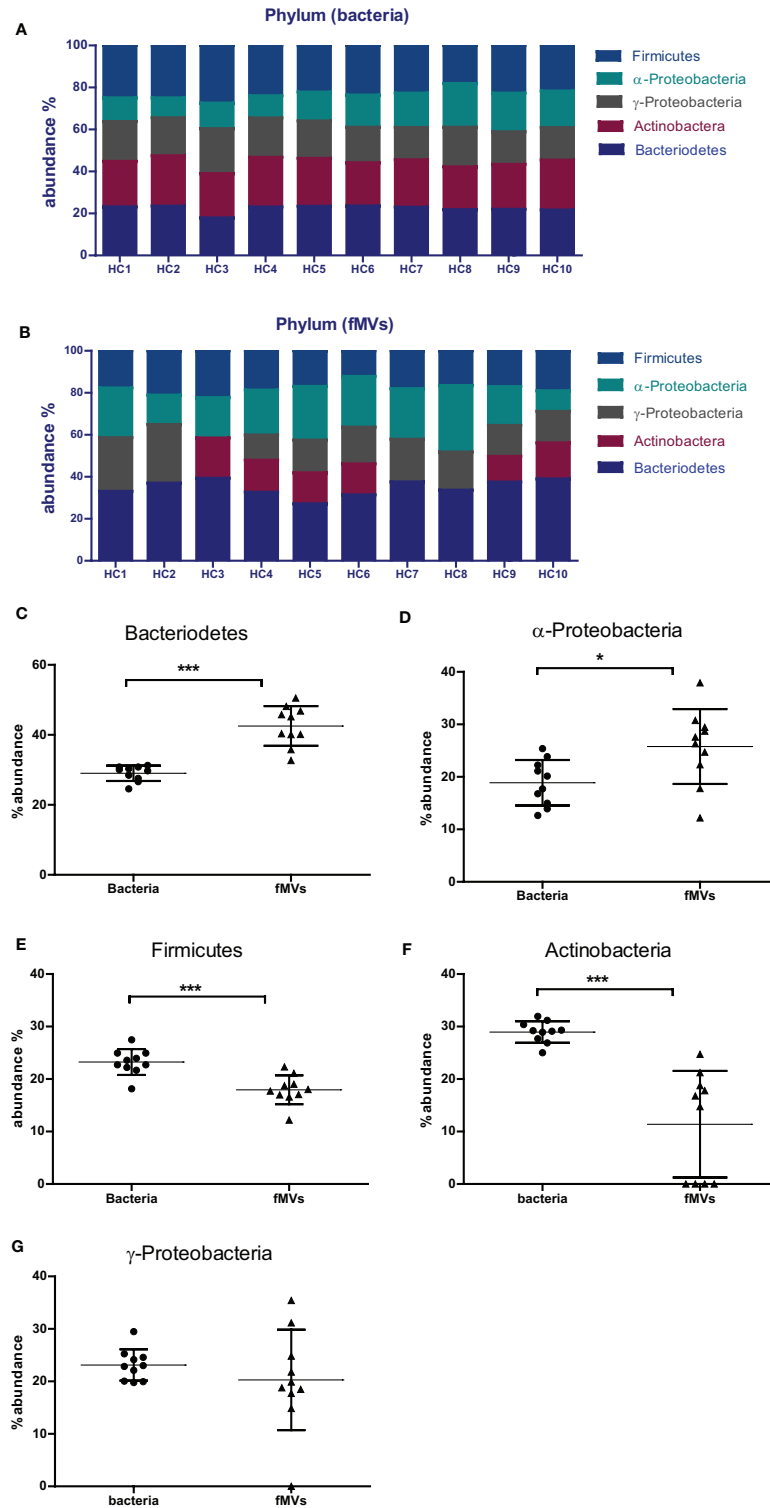 A
Phylum (bacteria)
abundance %
100
80
60
40
20
0
HC1 HC2 HC3 HC4 HC5 HC6 HC7 HC8 HC9 HC10
Firmicutes
α-Proteobacteria
γ-Proteobacteria
Actinobactera
Bacteriodetes
B
Phylum (fMVs)
abundance %
100
80
60
40
20
0
HC1 HC2 HC3 HC4 HC5 HC6 HC7 HC8 HC9 HC10
Firmicutes
α-Proteobacteria
γ-Proteobacteria
Actinobactera
Bacteriodetes
C
Bacteriodetes
% abundance
60
40
20
0
***
Bacteria fMVs
D
α-Proteobacteria
% abundance
40
30
20
10
0
*
Bacteria fMVs
E
Firmicutes
abundance %
40
30
20
10
0
***
Bacteria fMVs
F
Actinobacteria
% abundance
40
30
20
10
0
***
bacteria fMVs
G
γ-Proteobacteria
% abundance
40
30
20
10
0
bacteria fMVs